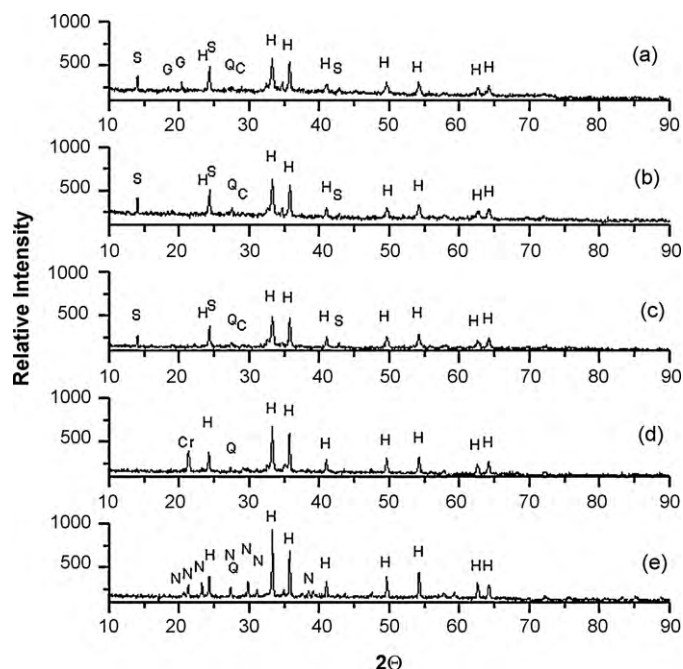 Relative Intensity
1000
500
S G G H S Q C H H H S H H H H (a)
10 20 30 40 50 60 70 80 90
1000
500
S H S Q C H H H S H H H H (b)
10 20 30 40 50 60 70 80 90
1000
500
S H S Q C H H H S H H H H (c)
10 20 30 40 50 60 70 80 90
1000
500
Cr H Q H H H H H H H (d)
10 20 30 40 50 60 70 80 90
1000
500
N N N H N Q N N H H N H H H H H (e)
10 20 30 40 50 60 70 80 90
2Θ